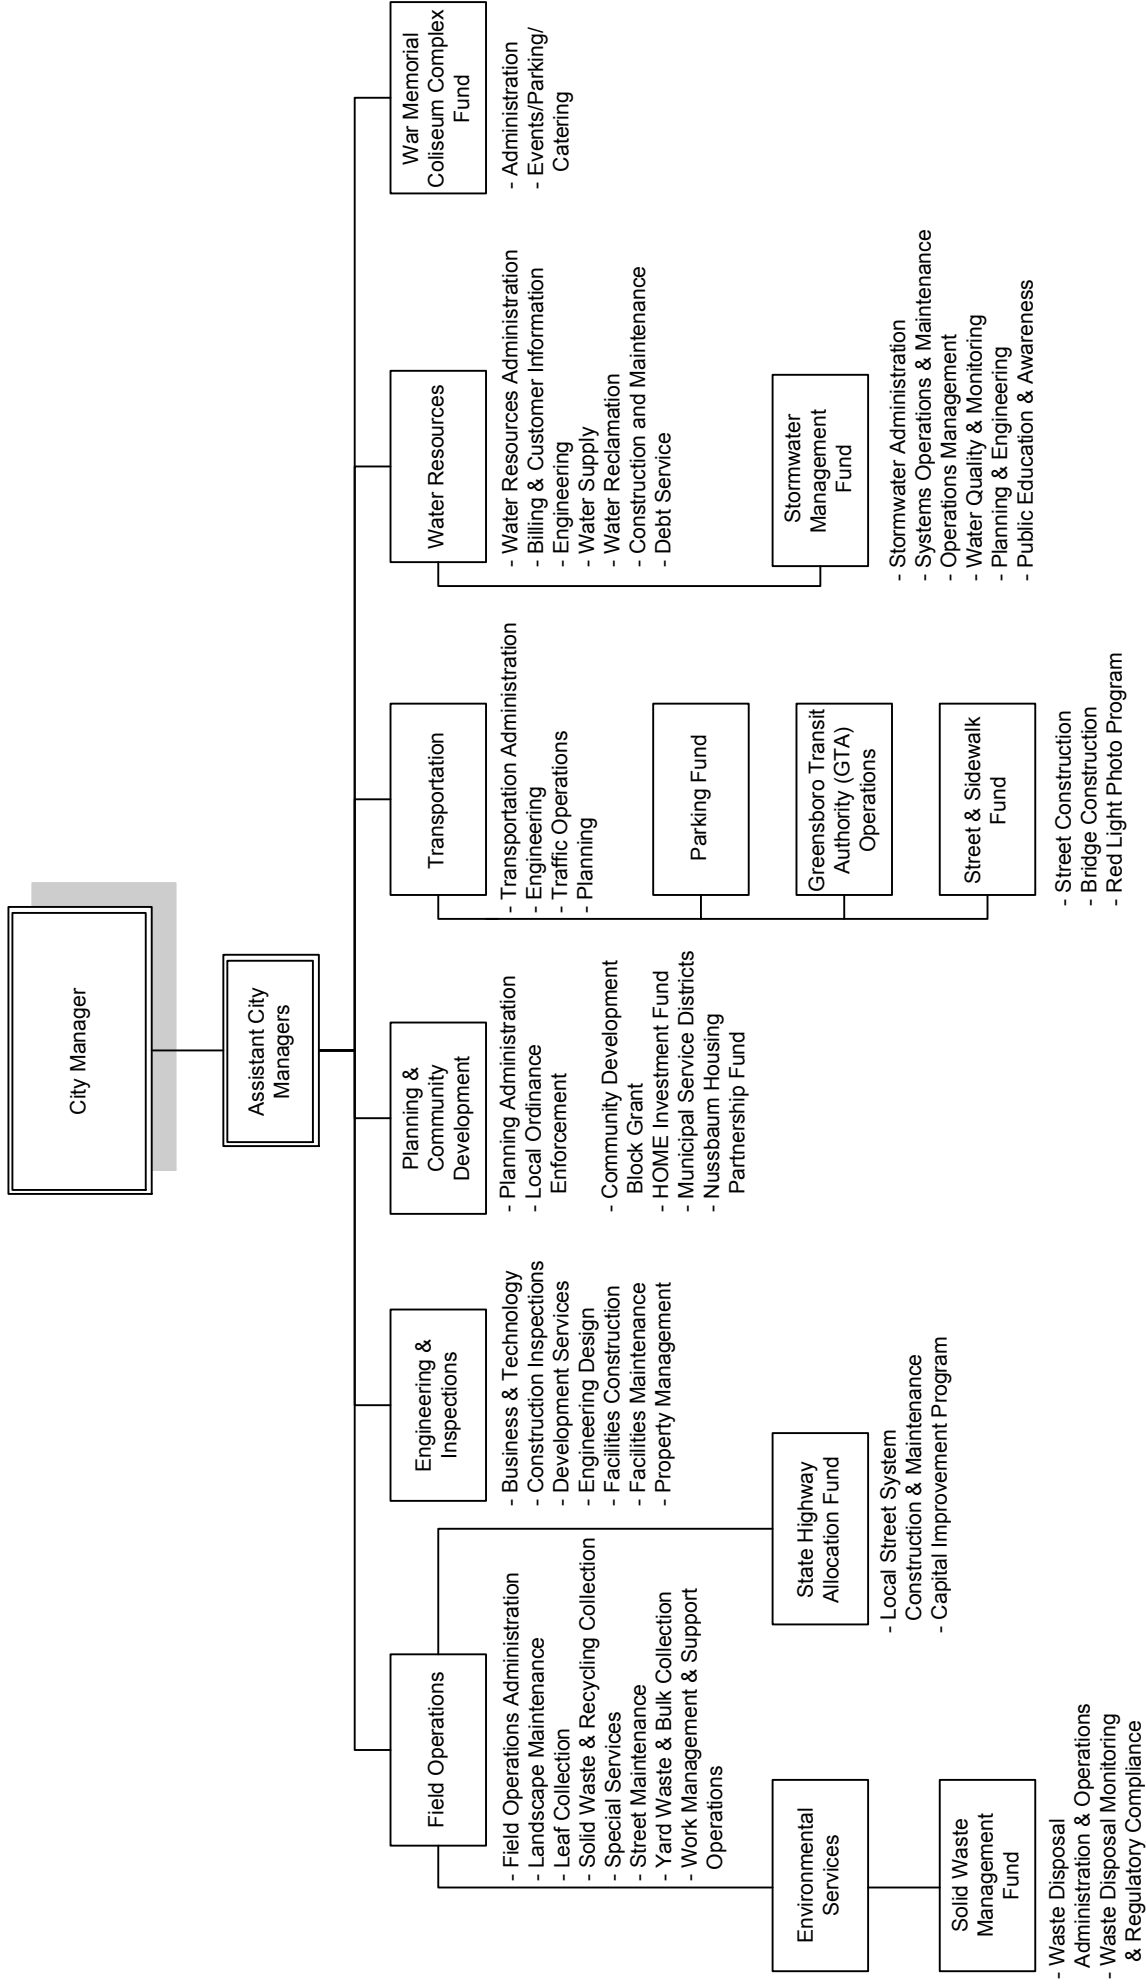 City Manager
Assistant City
Managers
Field Operations
- Field Operations Administration
- Landscape Maintenance
- Leaf Collection
- Solid Waste & Recycling Collection
- Special Services
- Street Maintenance
- Yard Waste & Bulk Collection
- Work Management & Support
Operations
Environmental
Services
Solid Waste
Management
Fund
- Waste Disposal
Administration & Operations
- Waste Disposal Monitoring
& Regulatory Compliance
State Highway
Allocation Fund
- Local Street System
Construction & Maintenance
- Capital Improvement Program
Engineering &
Inspections
- Business & Technology
- Construction Inspections
- Development Services
- Engineering Design
- Facilities Construction
- Facilities Maintenance
- Property Management
Planning &
Community
Development
- Planning Administration
- Local Ordinance
Enforcement
- Community Development
Block Grant
- HOME Investment Fund
- Municipal Service Districts
- Nussbaum Housing
Partnership Fund
Transportation
- Transportation Administration
- Engineering
- Traffic Operations
- Planning
Parking Fund
Greensboro Transit
Authority (GTA)
Operations
Street & Sidewalk
Fund
- Street Construction
- Bridge Construction
- Red Light Photo Program
Water Resources
- Water Resources Administration
- Billing & Customer Information
- Engineering
- Water Supply
- Water Reclamation
- Construction and Maintenance
- Debt Service
Stormwater
Management
Fund
- Stormwater Administration
- Systems Operations & Maintenance
- Operations Management
- Water Quality & Monitoring
- Planning & Engineering
- Public Education & Awareness
War Memorial
Coliseum Complex
Fund
- Administration
- Events/Parking/
Catering